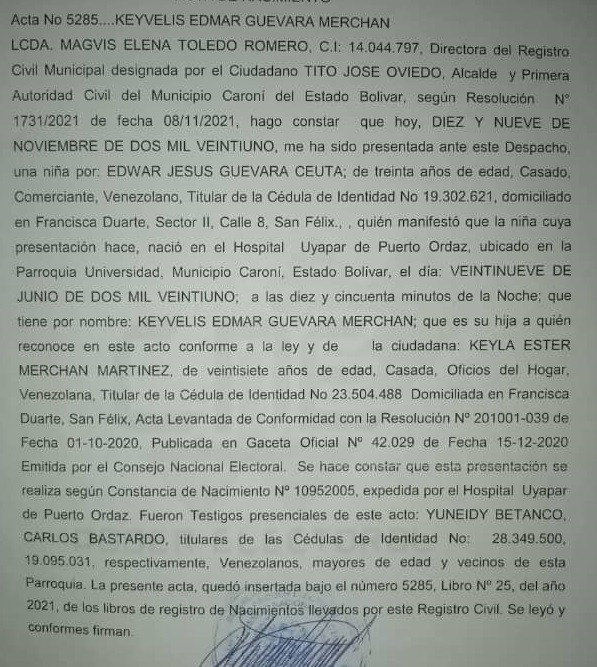 Acta No 5285....KEYVELIS EDMAR GUEVARA MERCHAN
LCDA. MAGVIS ELENA TOLEDO ROMERO, C.I: 14.044.797, Directora del Registro
Civil Municipal designada por el Ciudadano TITO JOSE OVIEDO, Alcalde y Primera
Autoridad Civil del Municipio Caroní del Estado Bolivar, según Resolución N°
1731/2021 de fecha 08/11/2021, hago constar que hoy, DIEZ Y NUEVE DE
NOVIEMBRE DE DOS MIL VEINTIUNO, me ha sido presentada ante este Despacho,
una niña por: EDWAR JESUS GUEVARA CEUTA; de treinta años de edad, Casado,
Comerciante, Venezolano, Titular de la Cédula de Identidad No 19.302.621, domiciliado
en Francisca Duarte, Sector II, Calle 8, San Félix., , quién manifestó que la niña cuya
presentación hace, nació en el Hospital Uyapar de Puerto Ordaz, ubicado en la
Parroquia Universidad, Municipio Caroní, Estado Bolívar, el día: VEINTINUEVE DE
JUNIO DE DOS MIL VEINTIUNO; a las diez y cincuenta minutos de la Noche; que
tiene por nombre: KEYVELIS EDMAR GUEVARA MERCHAN; que es su hija a quién
reconoce en este acto conforme a la ley y de la ciudadana: KEYLA ESTER
MERCHAN MARTINEZ, de veintisiete años de edad, Casada, Oficios del Hogar,
Venezolana, Titular de la Cédula de Identidad No 23.504.488 Domiciliada en Francisca
Duarte, San Félix, Acta Levantada de Conformidad con la Resolución N° 201001-039 de
Fecha 01-10-2020, Publicada en Gaceta Oficial N° 42.029 de Fecha 15-12-2020
Emitida por el Consejo Nacional Electoral. Se hace constar que esta presentación se
realiza según Constancia de Nacimiento N° 10952005, expedida por el Hospital Uyapar
de Puerto Ordaz. Fueron Testigos presenciales de este acto: YUNEIDY BETANCO,
CARLOS BASTARDO, titulares de las Cédulas de Identidad No: 28.349.500,
19.095.031, respectivamente, Venezolanos, mayores de edad y vecinos de esta
Parroquia. La presente acta, quedó insertada bajo el número 5285, Libro N° 25, del año
2021, de los libros de registro de Nacimientos llevados por este Registro Civil. Se leyó y
conformes firman.